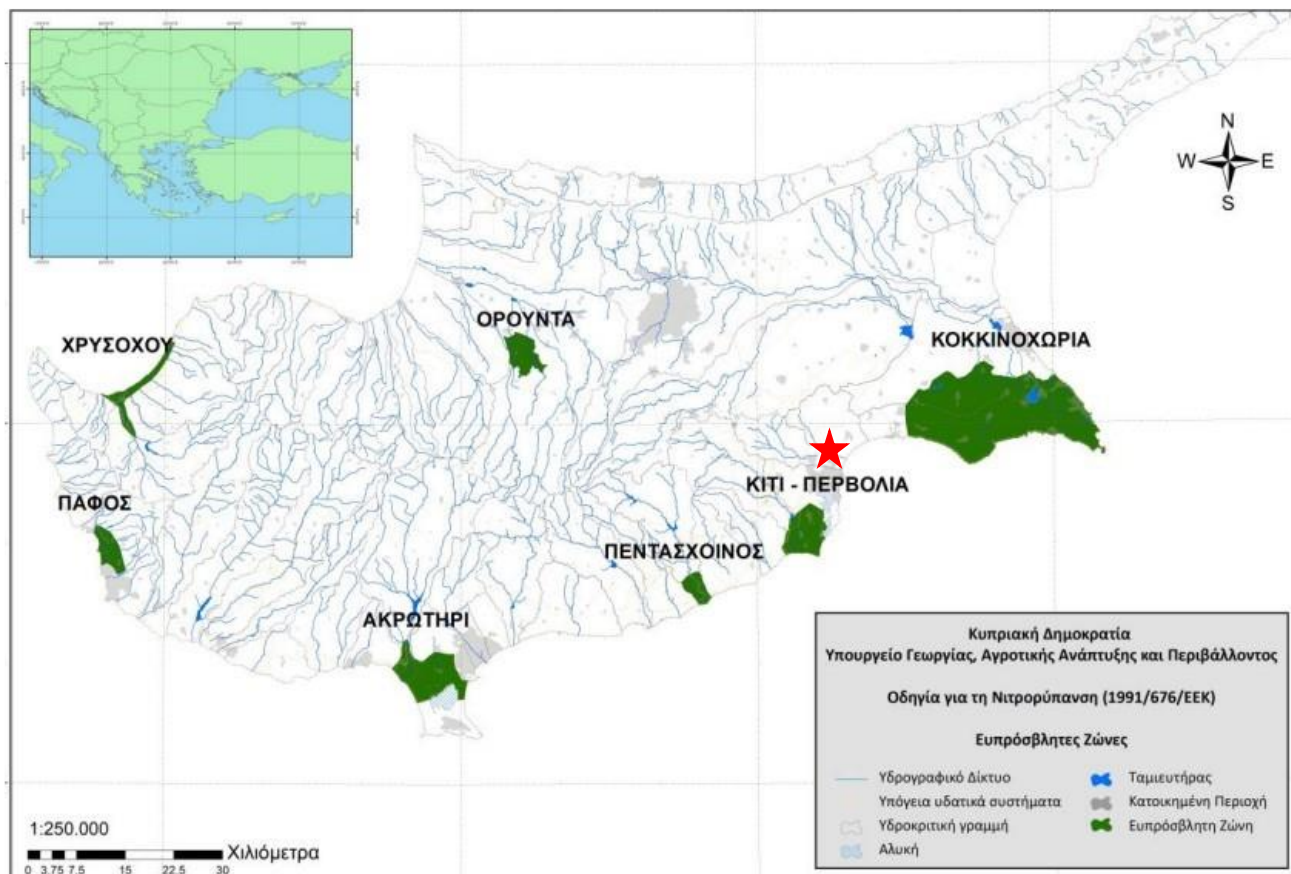 N
W E
S
ΧΡΥΣΟΧΟΥ
ΟΡΟΥΝΤΑ
ΚΟΚΚΙΝΟΧΩΡΙΑ
ΚΙΤΙ - ΠΕΡΒΟΛΙΑ
ΠΑΦΟΣ
ΠΕΝΤΑΣΧΟΙΝΟΣ
ΑΚΡΩΤΗΡΙ
Κυπριακή Δημοκρατία
Υπουργείο Γεωργίας, Αγροτικής Ανάπτυξης και Περιβάλλοντος
Οδηγία για τη Νιτρορύπανση (1991/676/ΕΕΚ)
Ευπρόσβλητες Ζώνες
Υδρογραφικό Δίκτυο
Υπόγεια υδατικά συστήματα
Υδροκριτική γραμμή
Αλυκή
Ταμιευτήρας
Κατοικημένη Περιοχή
Ευπρόσβλητη Ζώνη
1:250.000
Χιλιόμετρα
0 3.75 7.5 15 22.5 30